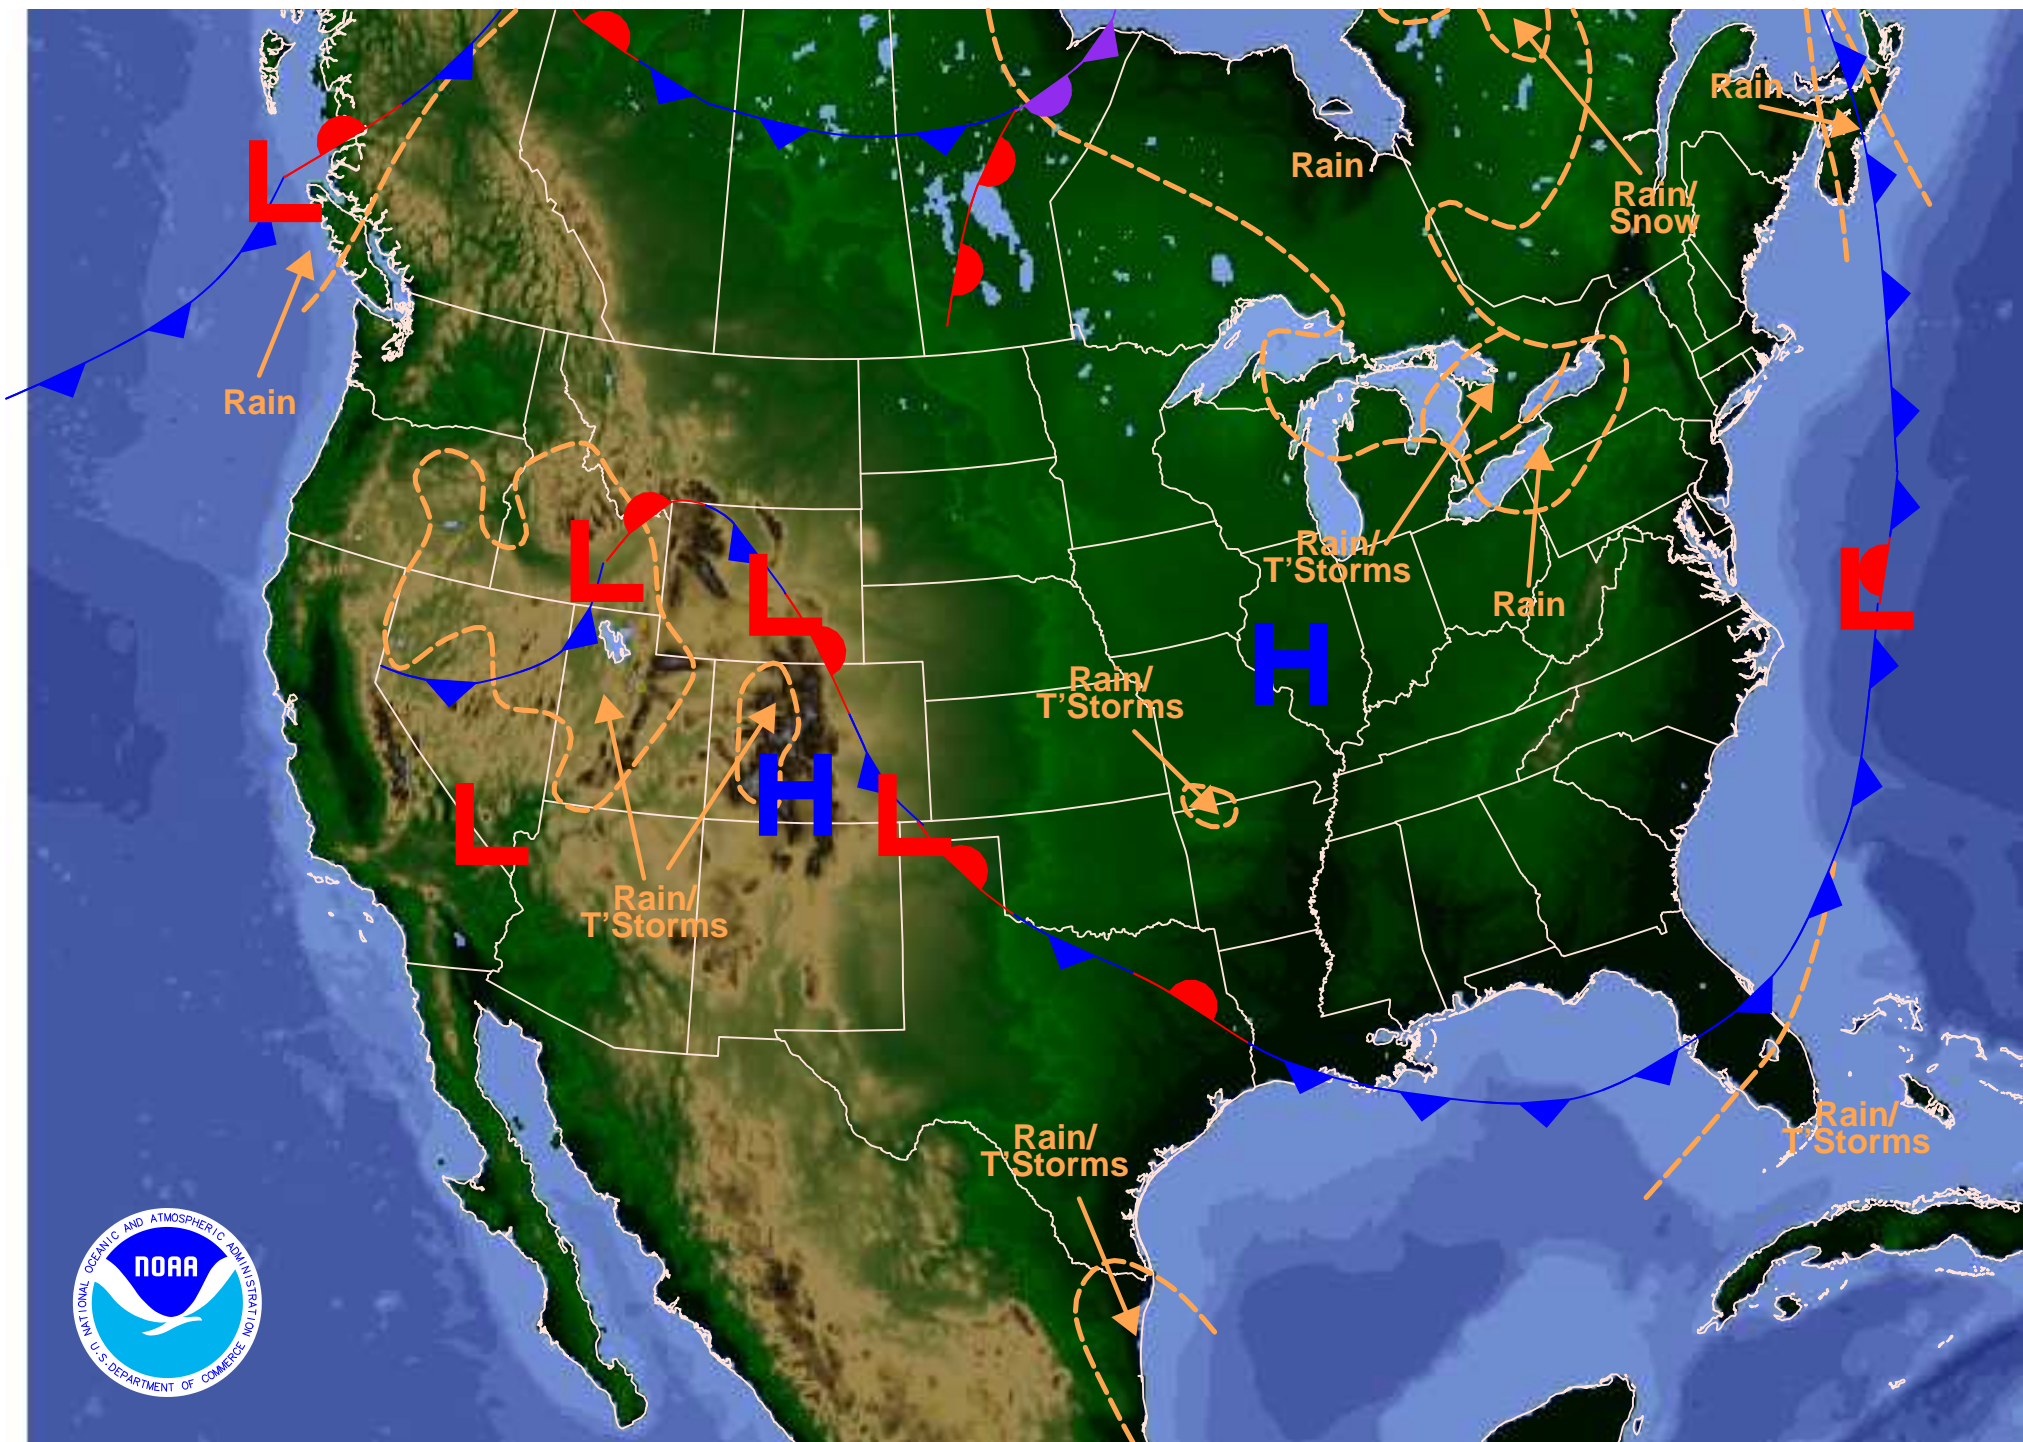 Rain
Rain
Rain/
Snow
Rain
Rain/
T'Storms
Rain
Rain/
T'Storms
Rain/
T'Storms
Rain/
T'Storms
Rain/
T'Storms
L
L
L
H
L
L
H
L
L
NATIONAL OCEANIC AND ATMOSPHERIC ADMINISTRATION
NOAA
U.S. DEPARTMENT OF COMMERCE